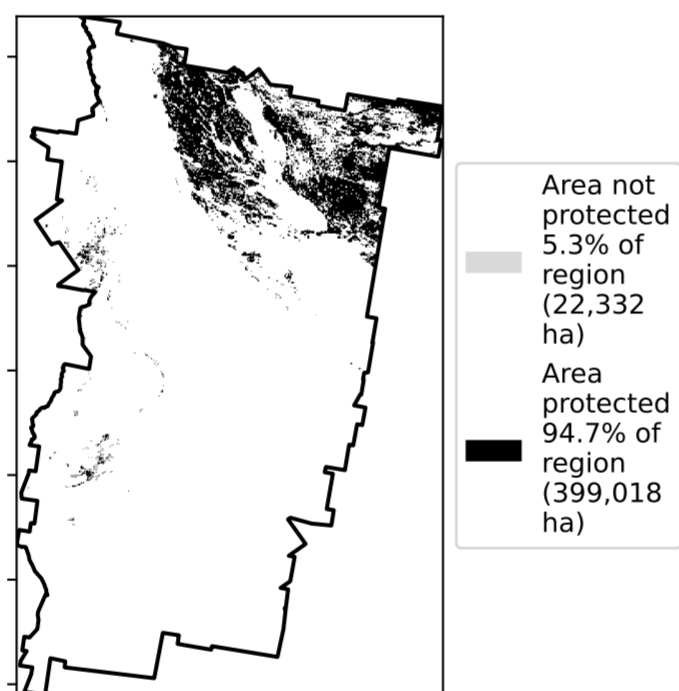 Area not
protected
5.3% of
region
(22,332
ha)
Area
protected
94.7% of
region
(399,018
ha)